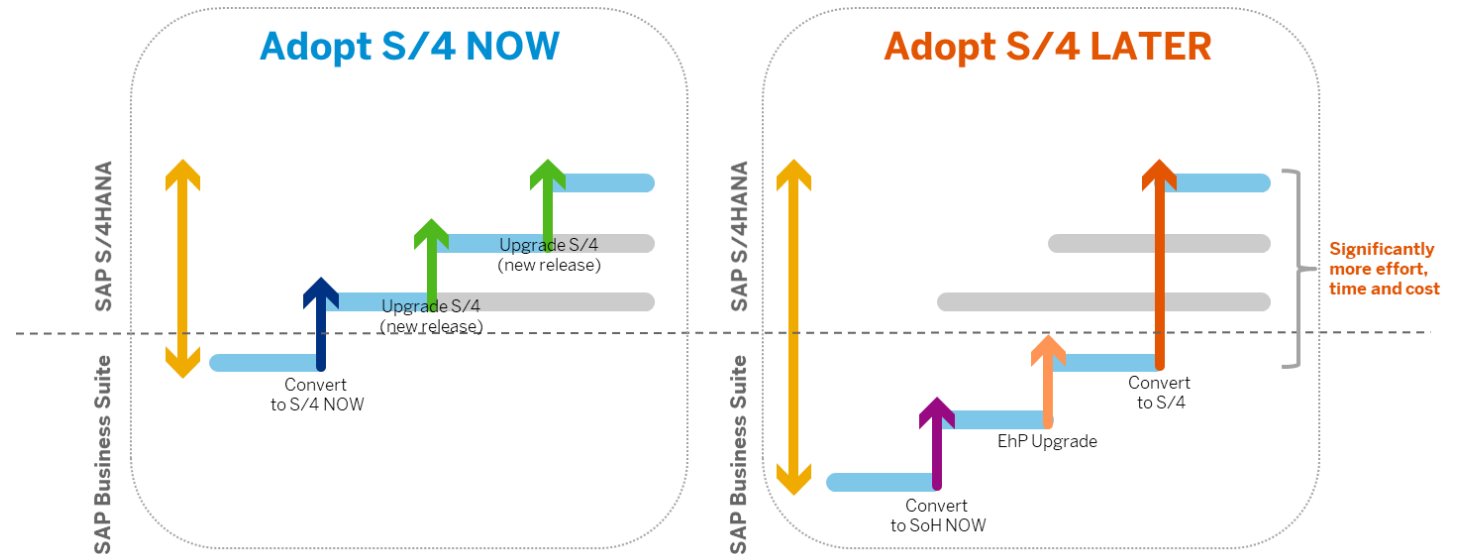 Adopt S/4 NOW
SAP S/4HANA
SAP Business Suite
Upgrade S/4
(new release)
Upgrade S/4
(new release)
Convert
to S/4 NOW
Adopt S/4 LATER
SAP S/4HANA
SAP Business Suite
Significantly
more effort,
time and cost
Convert
to S/4
EhP Upgrade
Convert
to SoH NOW